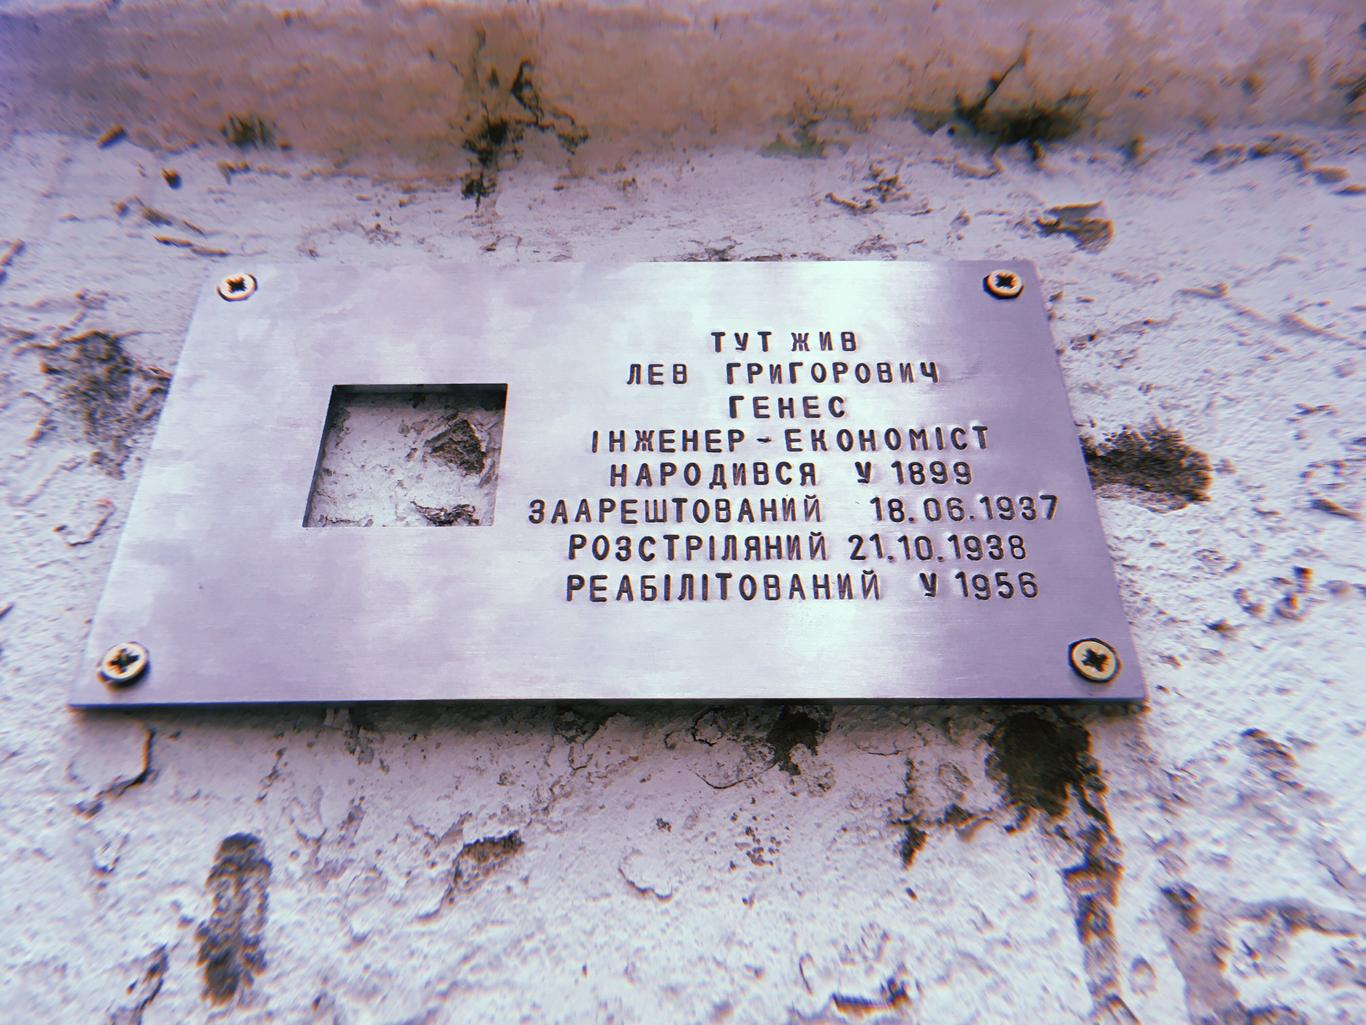 ТУТ ЖИВ
ЛЕВ ГРИГОРОВИЧ
ГЕНЕС
ІНЖЕНЕР-ЕКОНОМІСТ
НАРОДИВСЯ У 1899
ЗААРЕШТОВАНИЙ 18.06.1937
РОЗСТРІЛЯНИЙ 21.10.1938
РЕАБІЛІТОВАНИЙ У 1956